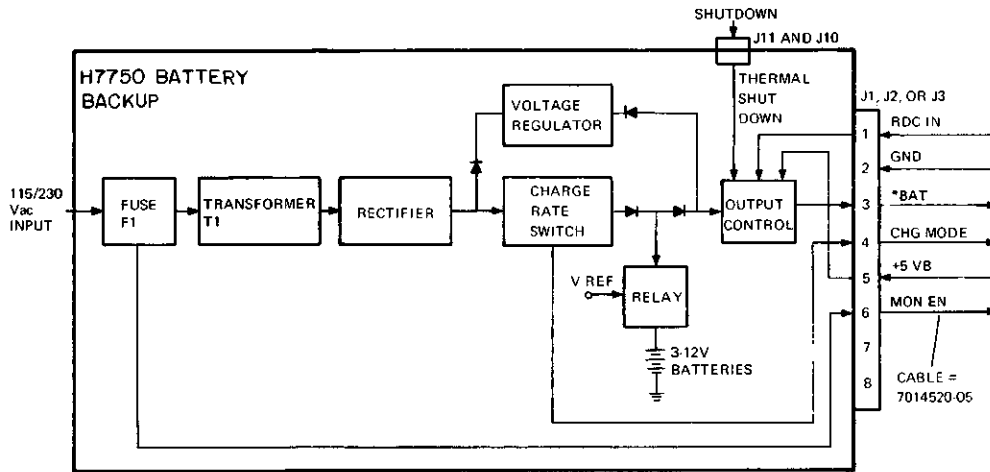 SHUTDOWN
J11 AND J10
H7750 BATTERY
BACKUP
THERMAL
SHUT
DOWN
VOLTAGE
REGULATOR
J1, J2, OR J3
RDC IN
1
GND
2
115/230
Vac
INPUT
FUSE
F1
TRANSFORMER
T1
RECTIFIER
CHARGE
RATE
SWITCH
OUTPUT
CONTROL
3
*BAT
4
CHG MODE
5
+5 VB
6
MON EN
7
8
V REF
RELAY
3-12V
BATTERIES
CABLE =
7014520-05